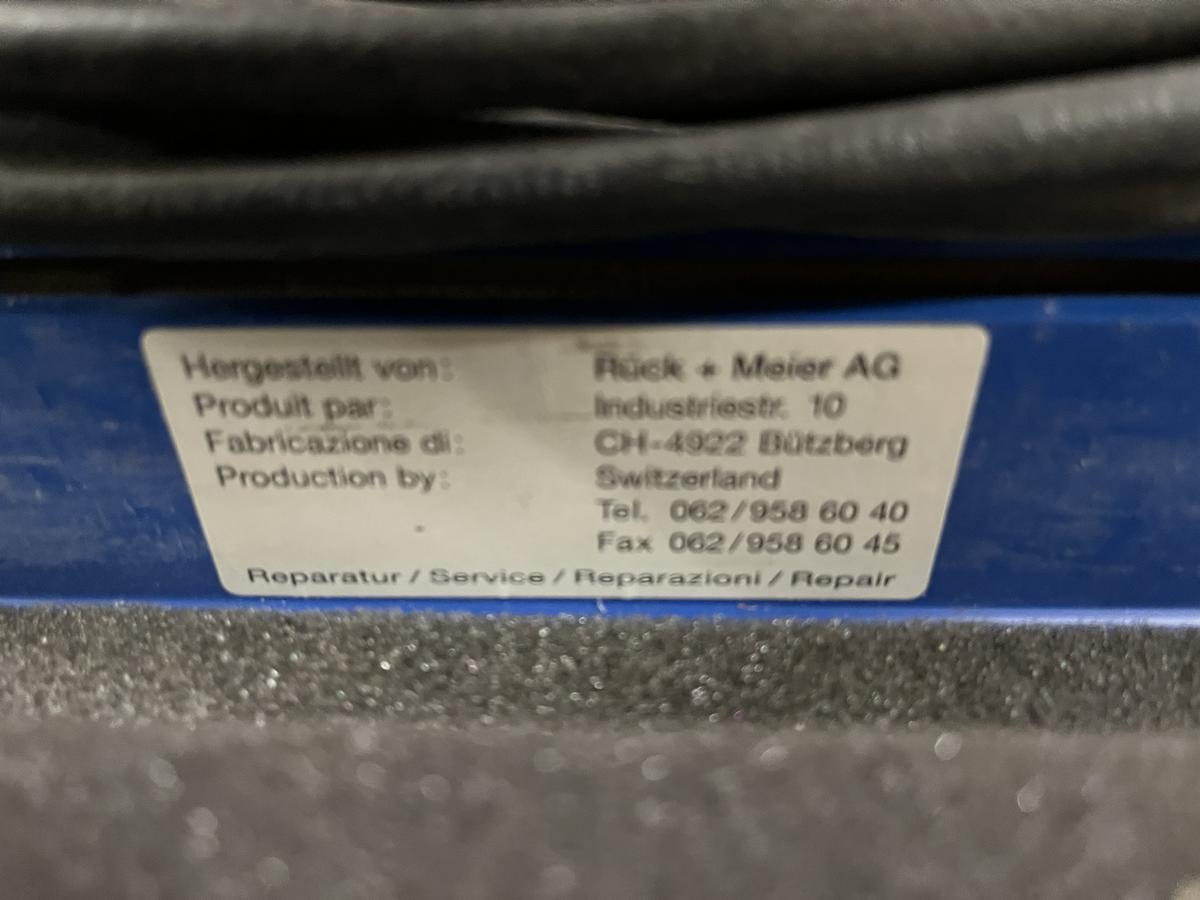 Hergestellt von: Rück + Meier AG
Produit par: Industriestr. 10
Fabricazione di: CH-4922 Bützberg
Production by: Switzerland
Tel. 062/958 60 40
Fax 062/958 60 45
Reparatur / Service / Reparazioni / Repair